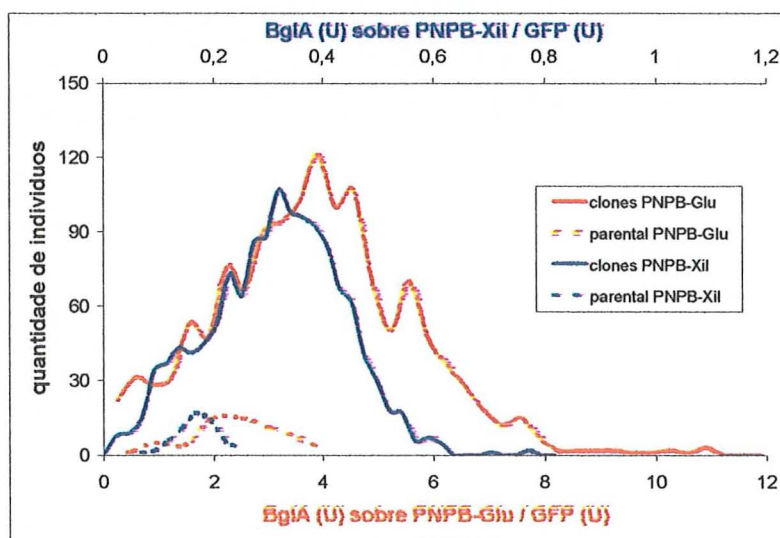 BglA (U) sobre PNPB-Xil / GFP (U)
0 0,2 0,4 0,6 0,8 1 1,2
150
120
90
60
30
0
quantidade de individuos
clones PNPB-Glu
parental PNPB-Glu
clones PNPB-Xil
parental PNPB-Xil
0 2 4 6 8 10 12
BglA (U) sobre PNPB-Glu / GFP (U)